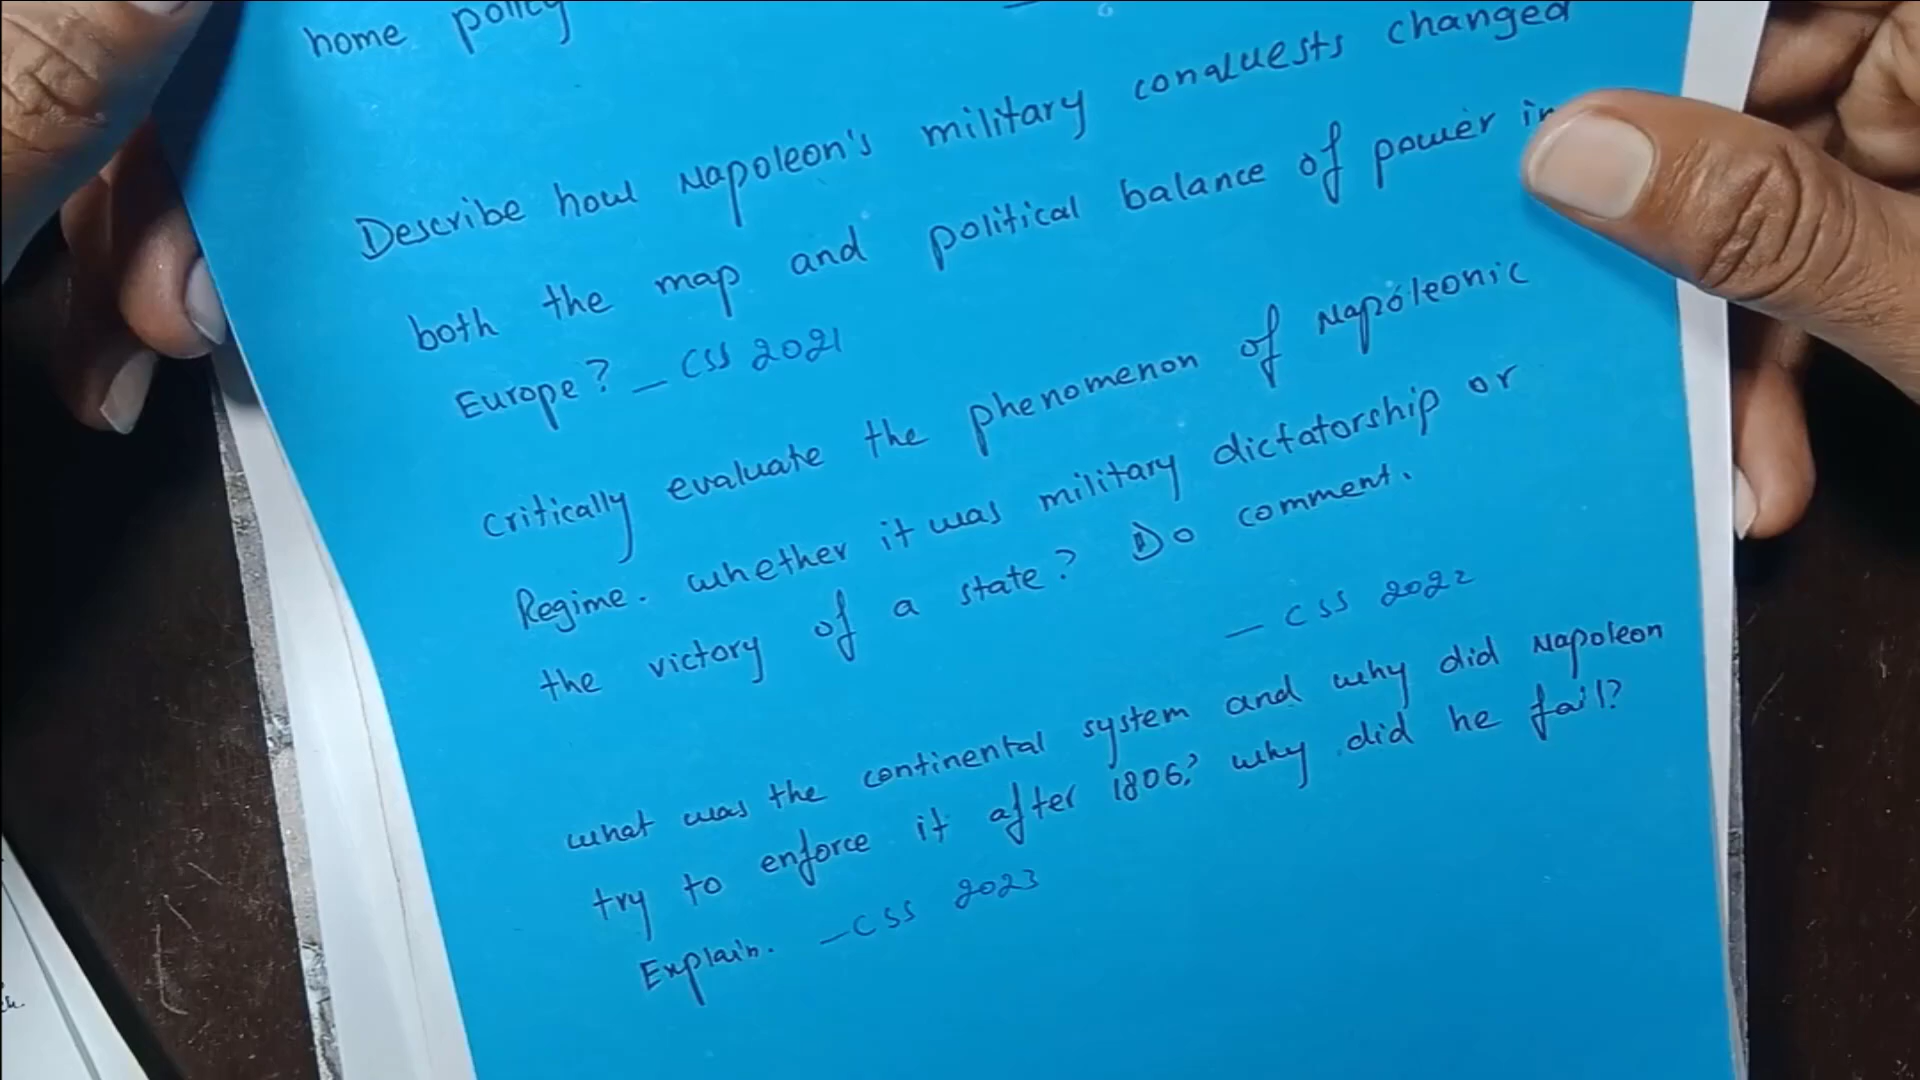 home policy
Describe how Napoleon's military conquests changed
both the map and political balance of power in
Europe? _ CSS 2021
critically evaluate the phenomenon of Napoleonic
Regime. whether it was military dictatorship or
the victory of a state? Do comment.
_ CSS 2022
what was the continental system and why did Napoleon
try to enforce it after 1806? why did he fail?
Explain. _CSS 2023